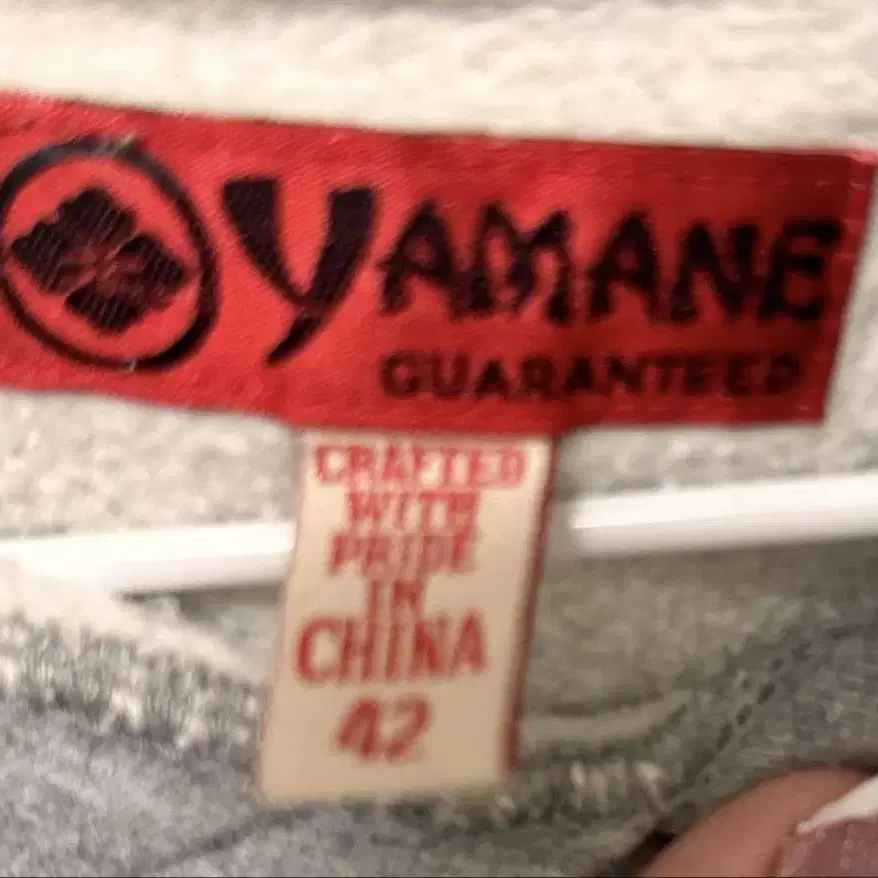 YAMANE
GUARANTEED
CRAFTED
WITH
PRIDE
IN
CHINA
42